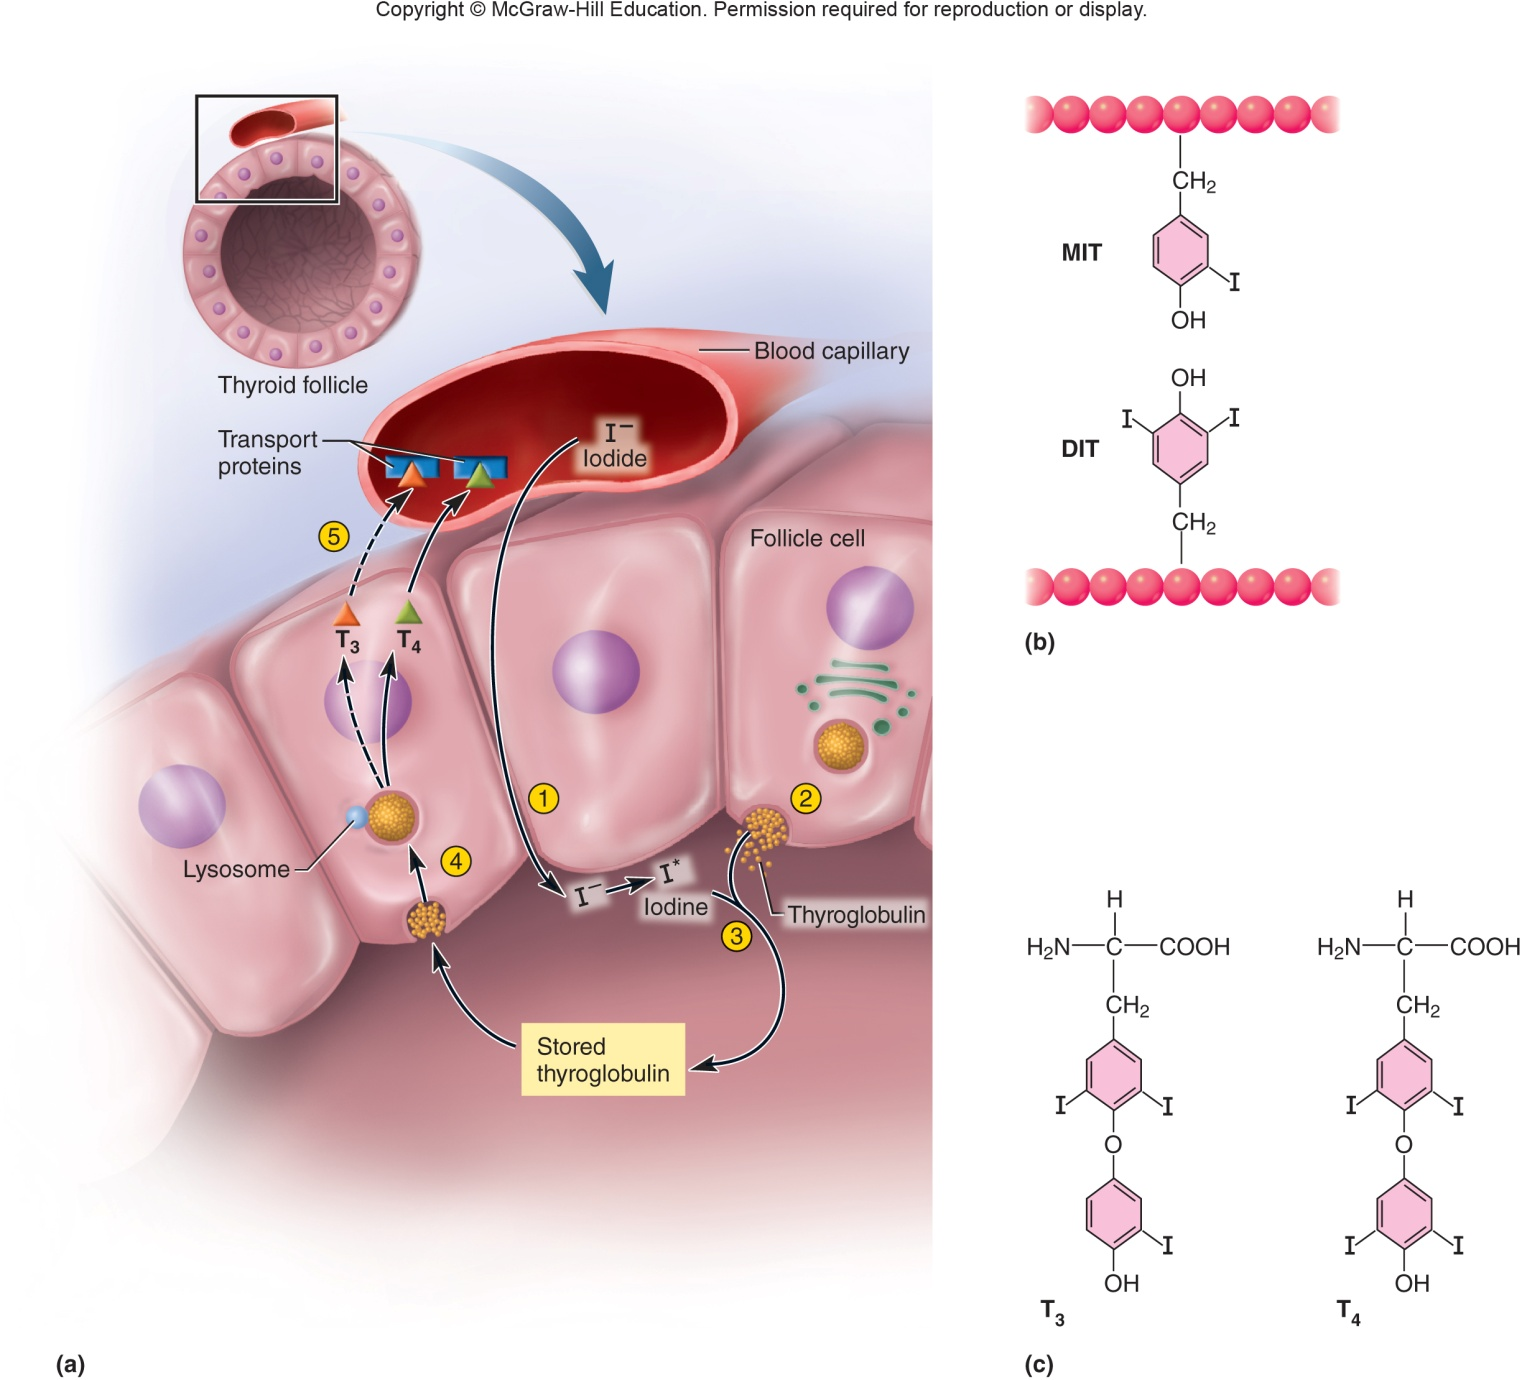 Copyright © McGraw-Hill Education. Permission required for reproduction or display.
Thyroid follicle
Transport
proteins
Blood capillary
I⁻
Iodide
5
Follicle cell
T₃
T₄
1
2
Lysosome
4
I⁻
I*
Iodine
3
Thyroglobulin
Stored
thyroglobulin
(a)
CH₂
MIT
I
OH
OH
I
I
DIT
CH₂
(b)
H
H₂N
C
COOH
CH₂
I
I
O
I
OH
T₃
H
H₂N
C
COOH
CH₂
I
I
O
I
I
OH
T₄
(c)